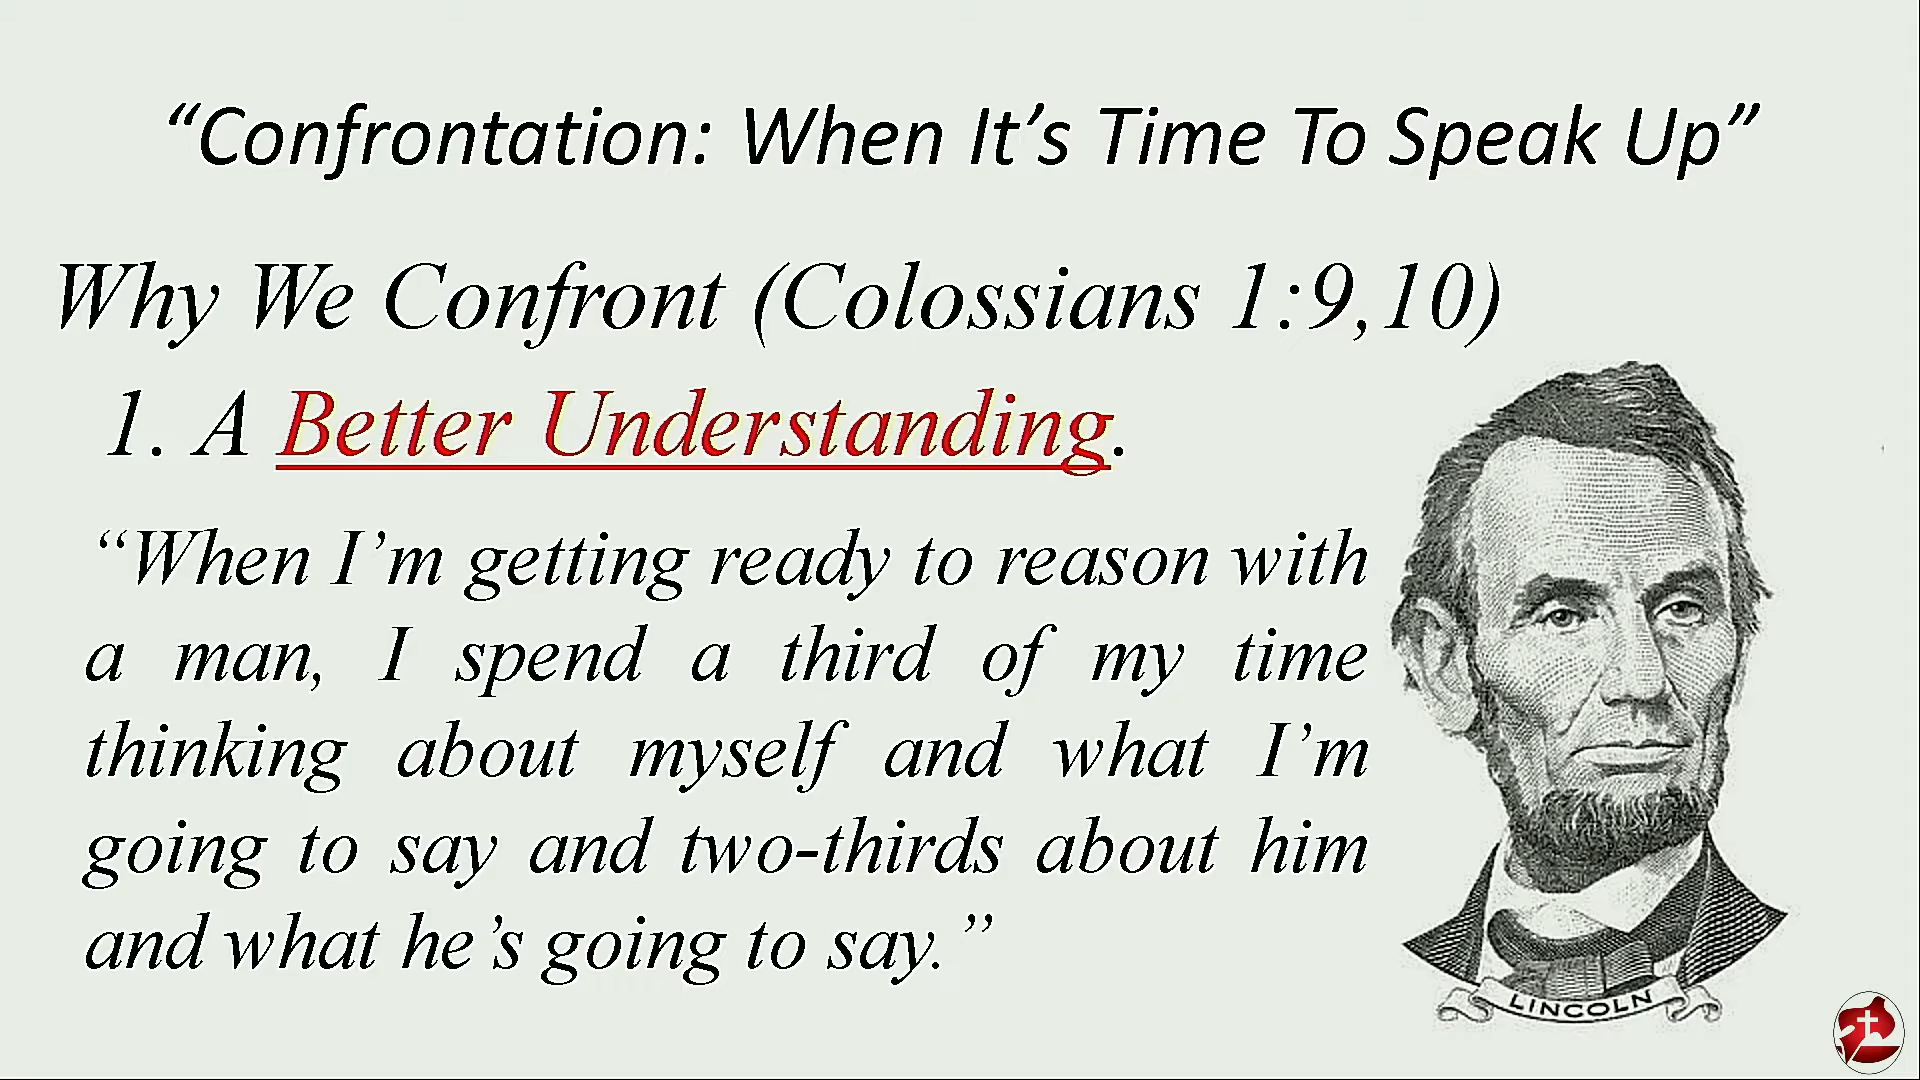 “Confrontation: When It’s Time To Speak Up”
Why We Confront (Colossians 1:9,10)
1. A Better Understanding.
“When I’m getting ready to reason with
a man, I spend a third of my time
thinking about myself and what I’m
going to say and two-thirds about him
and what he’s going to say.”
LINCOLN